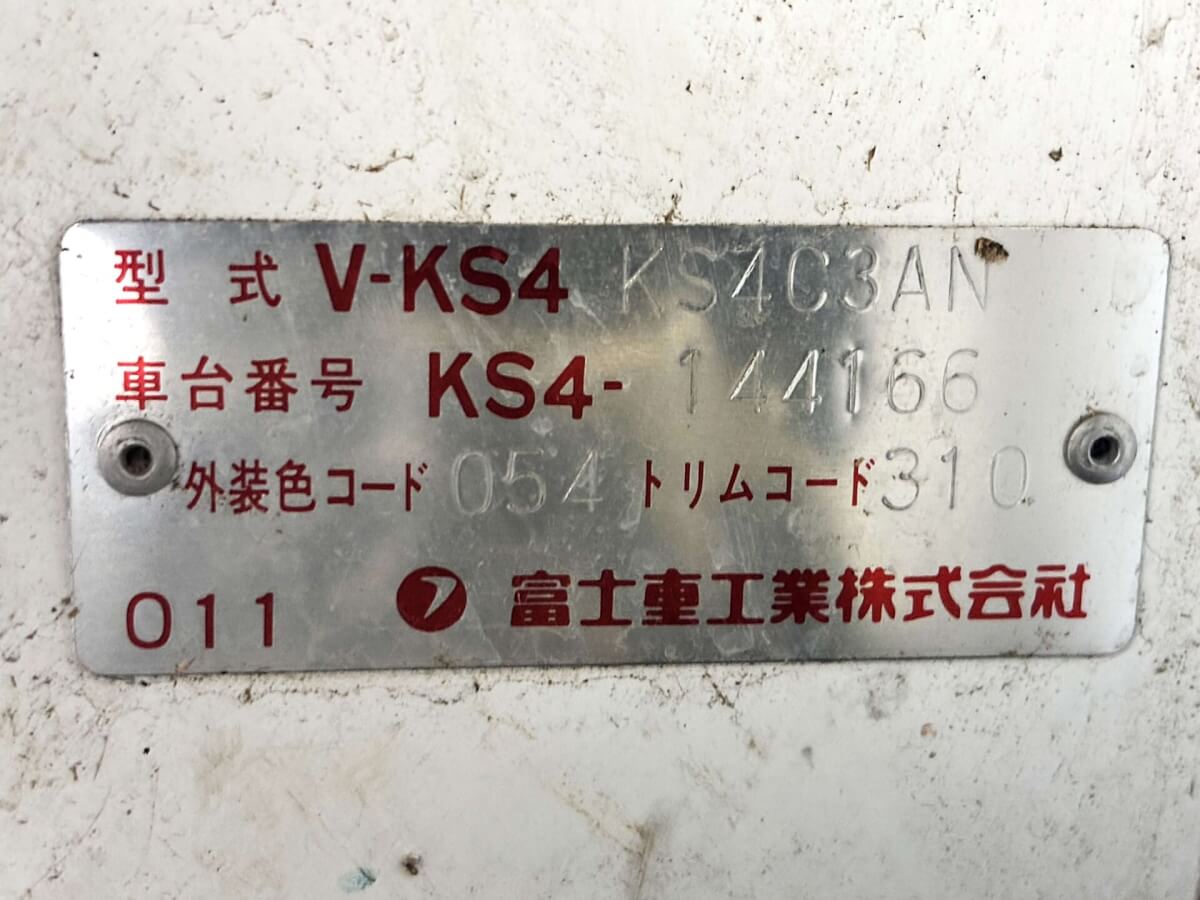 型式 V-KS4 KS4C3AN
車台番号 KS4-144166
外装色コード 054 トリムコード 310
011 富士重工業株式会社